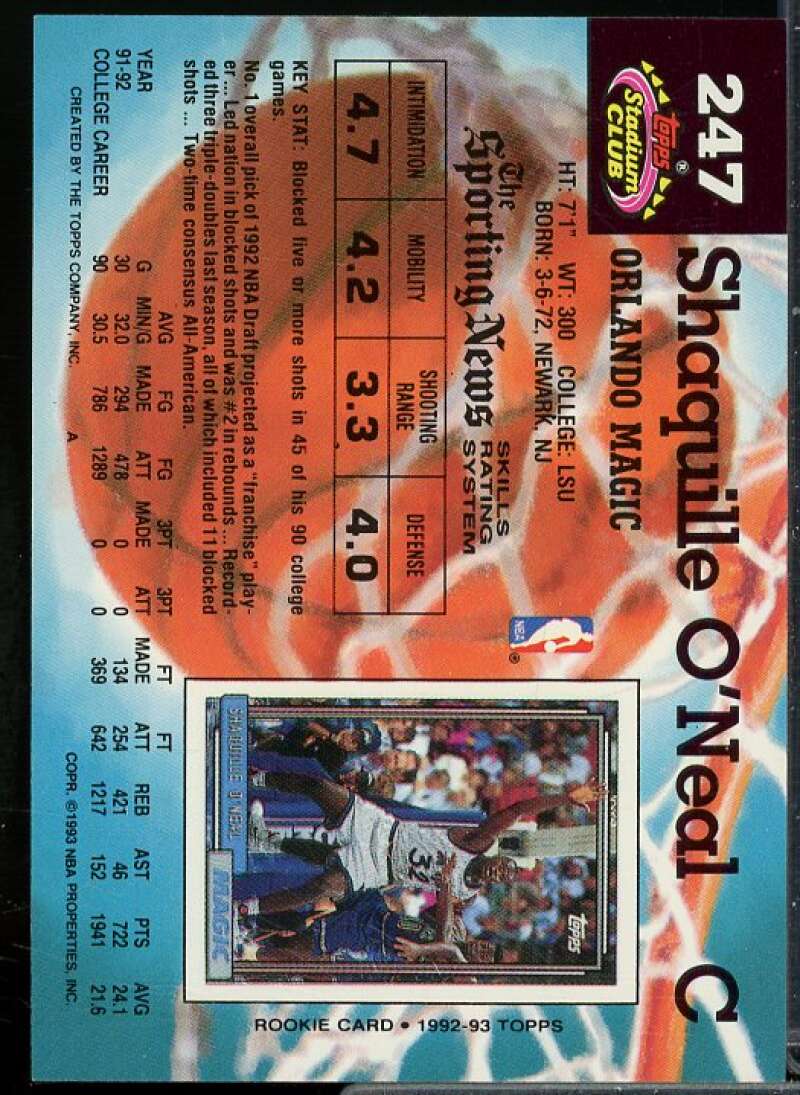 247
Topps®
Stadium
CLUB
Shaquille O'Neal C
ORLANDO MAGIC
HT: 7'1" WT: 300 COLLEGE: LSU
BORN: 3-6-72, NEWARK, NJ
The Sporting News SKILLS RATING SYSTEM
INTIMIDATION MOBILITY SHOOTING RANGE DEFENSE
4.7 4.2 3.3 4.0
KEY STAT: Blocked five or more shots in 45 of his 90 college
games.
No. 1 overall pick of 1992 NBA Draft projected as a "franchise" play-
er ... Led nation in blocked shots and was #2 in rebounds ... Record-
ed three triple-doubles last season, all of which included 11 blocked
shots ... Two-time consensus All-American.
NBA ®
TOPPS
32
SHAQUILLE O'NEAL
MAGIC
ROOKIE CARD • 1992-93 TOPPS
AVG FG FG 3PT 3PT FT FT
YEAR G MIN/G MADE ATT MADE ATT MADE ATT REB AST PTS AVG
91-92 30 32.0 294 478 0 0 134 254 421 46 722 24.1
COLLEGE CAREER 90 30.5 786 1289 0 0 369 642 1217 152 1941 21.6
CREATED BY THE TOPPS COMPANY, INC. A COPR. ©1993 NBA PROPERTIES, INC.